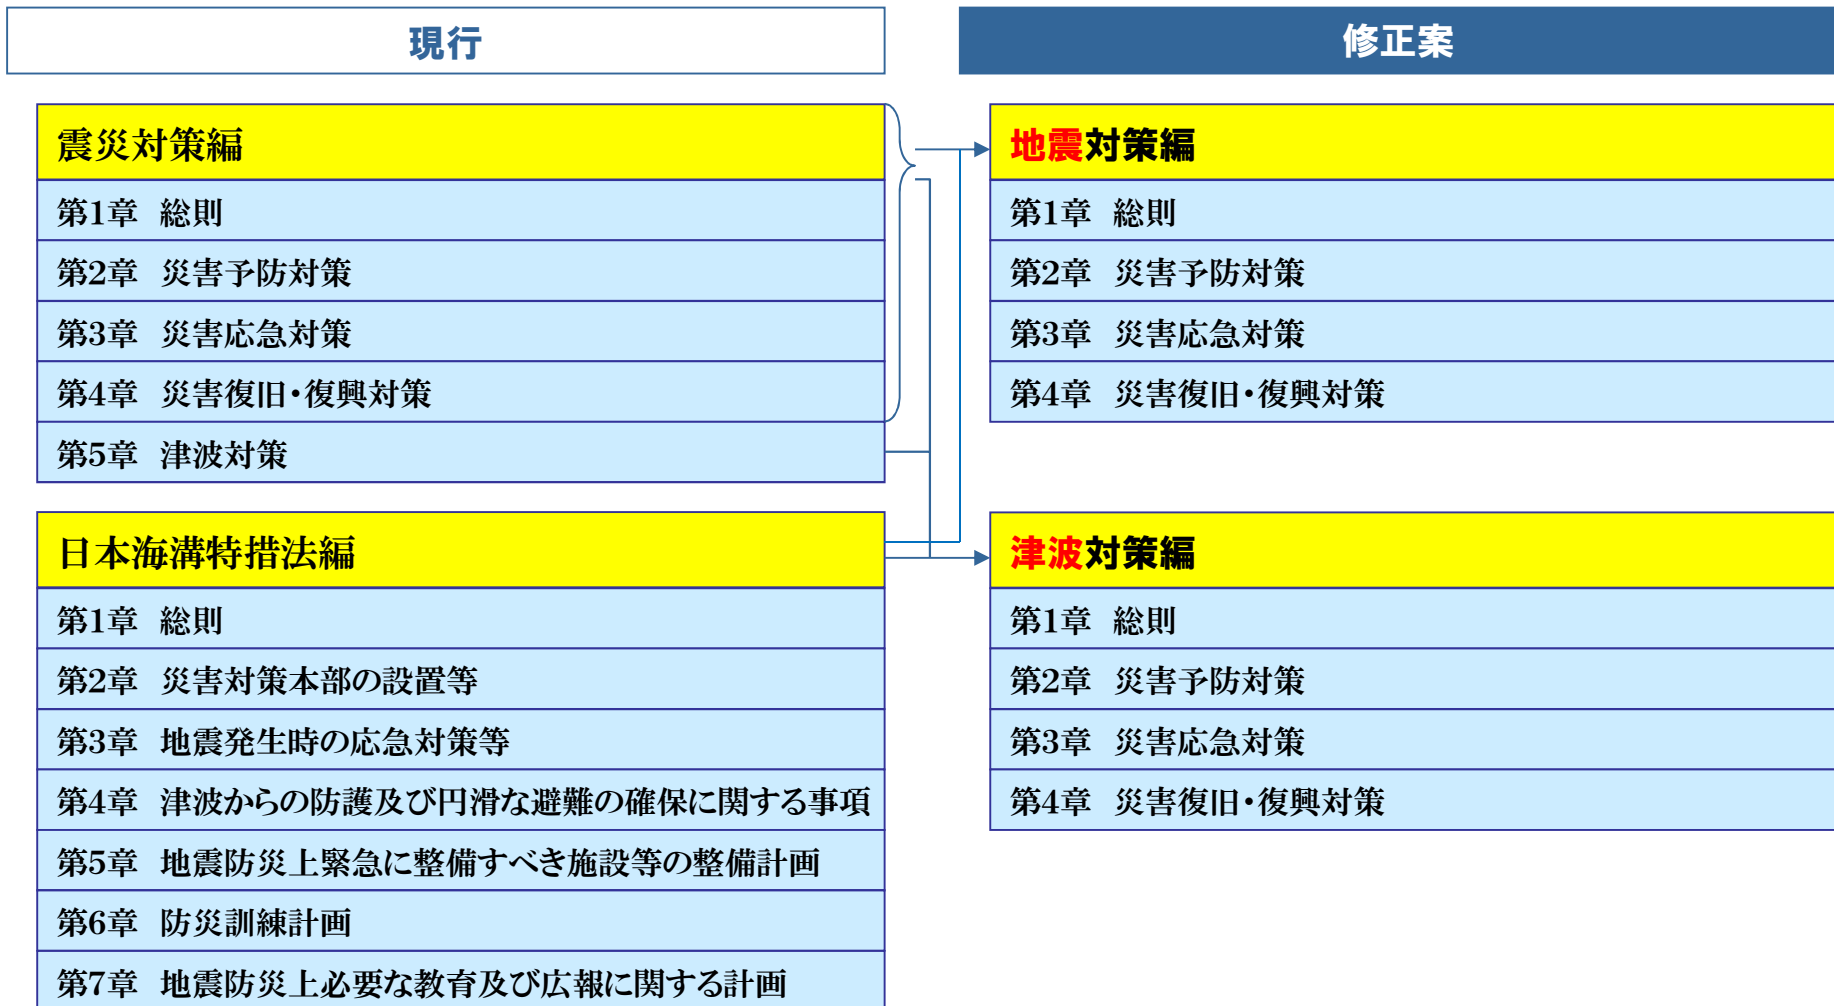 現行
震災対策編
第1章 総則
第2章 災害予防対策
第3章 災害応急対策
第4章 災害復旧・復興対策
第5章 津波対策
日本海溝特措法編
第1章 総則
第2章 災害対策本部の設置等
第3章 地震発生時の応急対策等
第4章 津波からの防護及び円滑な避難の確保に関する事項
第5章 地震防災上緊急に整備すべき施設等の整備計画
第6章 防災訓練計画
第7章 地震防災上必要な教育及び広報に関する計画
修正案
地震対策編
第1章 総則
第2章 災害予防対策
第3章 災害応急対策
第4章 災害復旧・復興対策
津波対策編
第1章 総則
第2章 災害予防対策
第3章 災害応急対策
第4章 災害復旧・復興対策